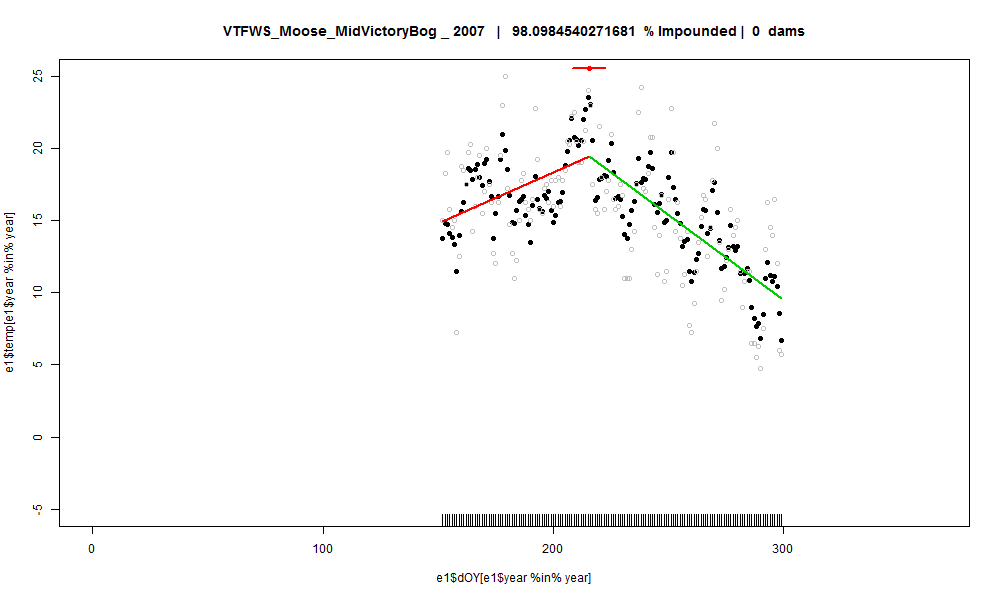 VTFWS_Moose_MidVictoryBog _ 2007 | 98.0984540271681 % Impounded | 0 dams
25
20
15
10
5
0
-5
e1$temp[e1$year %in% year]
0 100 200 300
e1$dOY[e1$year %in% year]